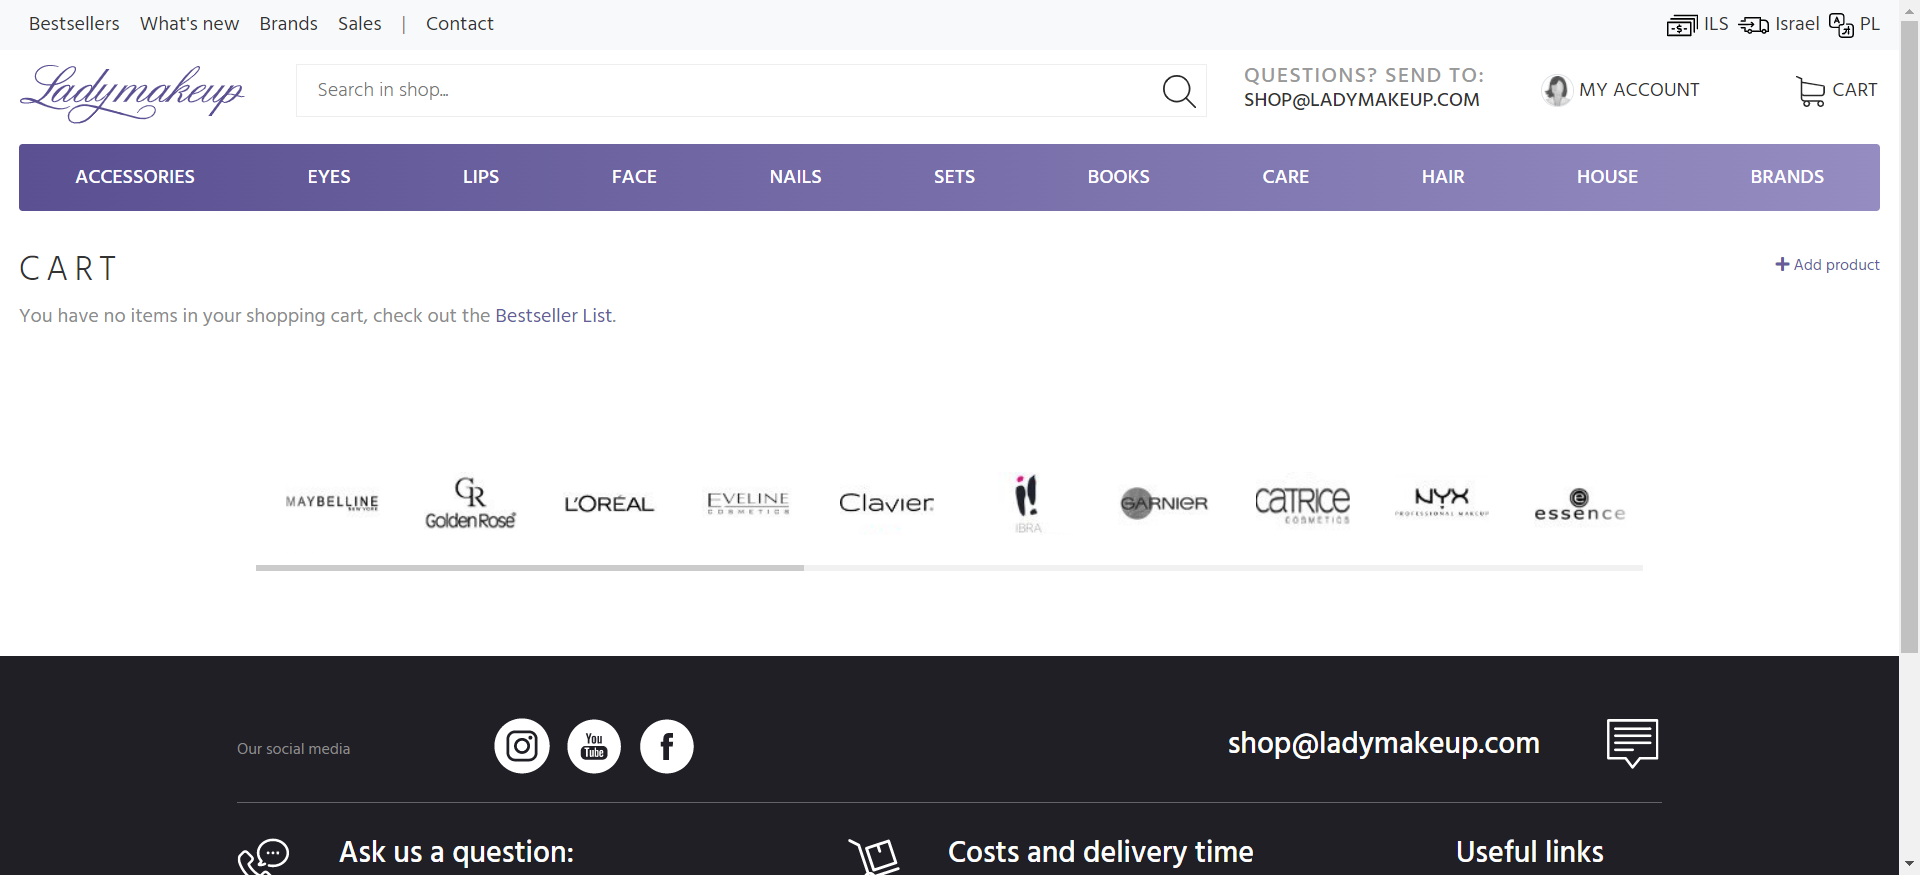 Bestsellers What's new Brands Sales | Contact ILS Israel PL
Ladymakeup
Search in shop...
QUESTIONS? SEND TO:
SHOP@LADYMAKEUP.COM
MY ACCOUNT
CART
ACCESSORIES EYES LIPS FACE NAILS SETS BOOKS CARE HAIR HOUSE BRANDS
CART
+ Add product
You have no items in your shopping cart, check out the Bestseller List.
MAYBELLINE
NEW YORK
GR
Golden Rose
L'ORÉAL
EVELINE
COSMETICS
Clavier
IBRA
GARNIER
CATRICE
COSMETICS
NYX
PROFESSIONAL MAKEUP
e
essence
Our social media
You
Tube
f
shop@ladymakeup.com
Ask us a question:
Costs and delivery time
Useful links